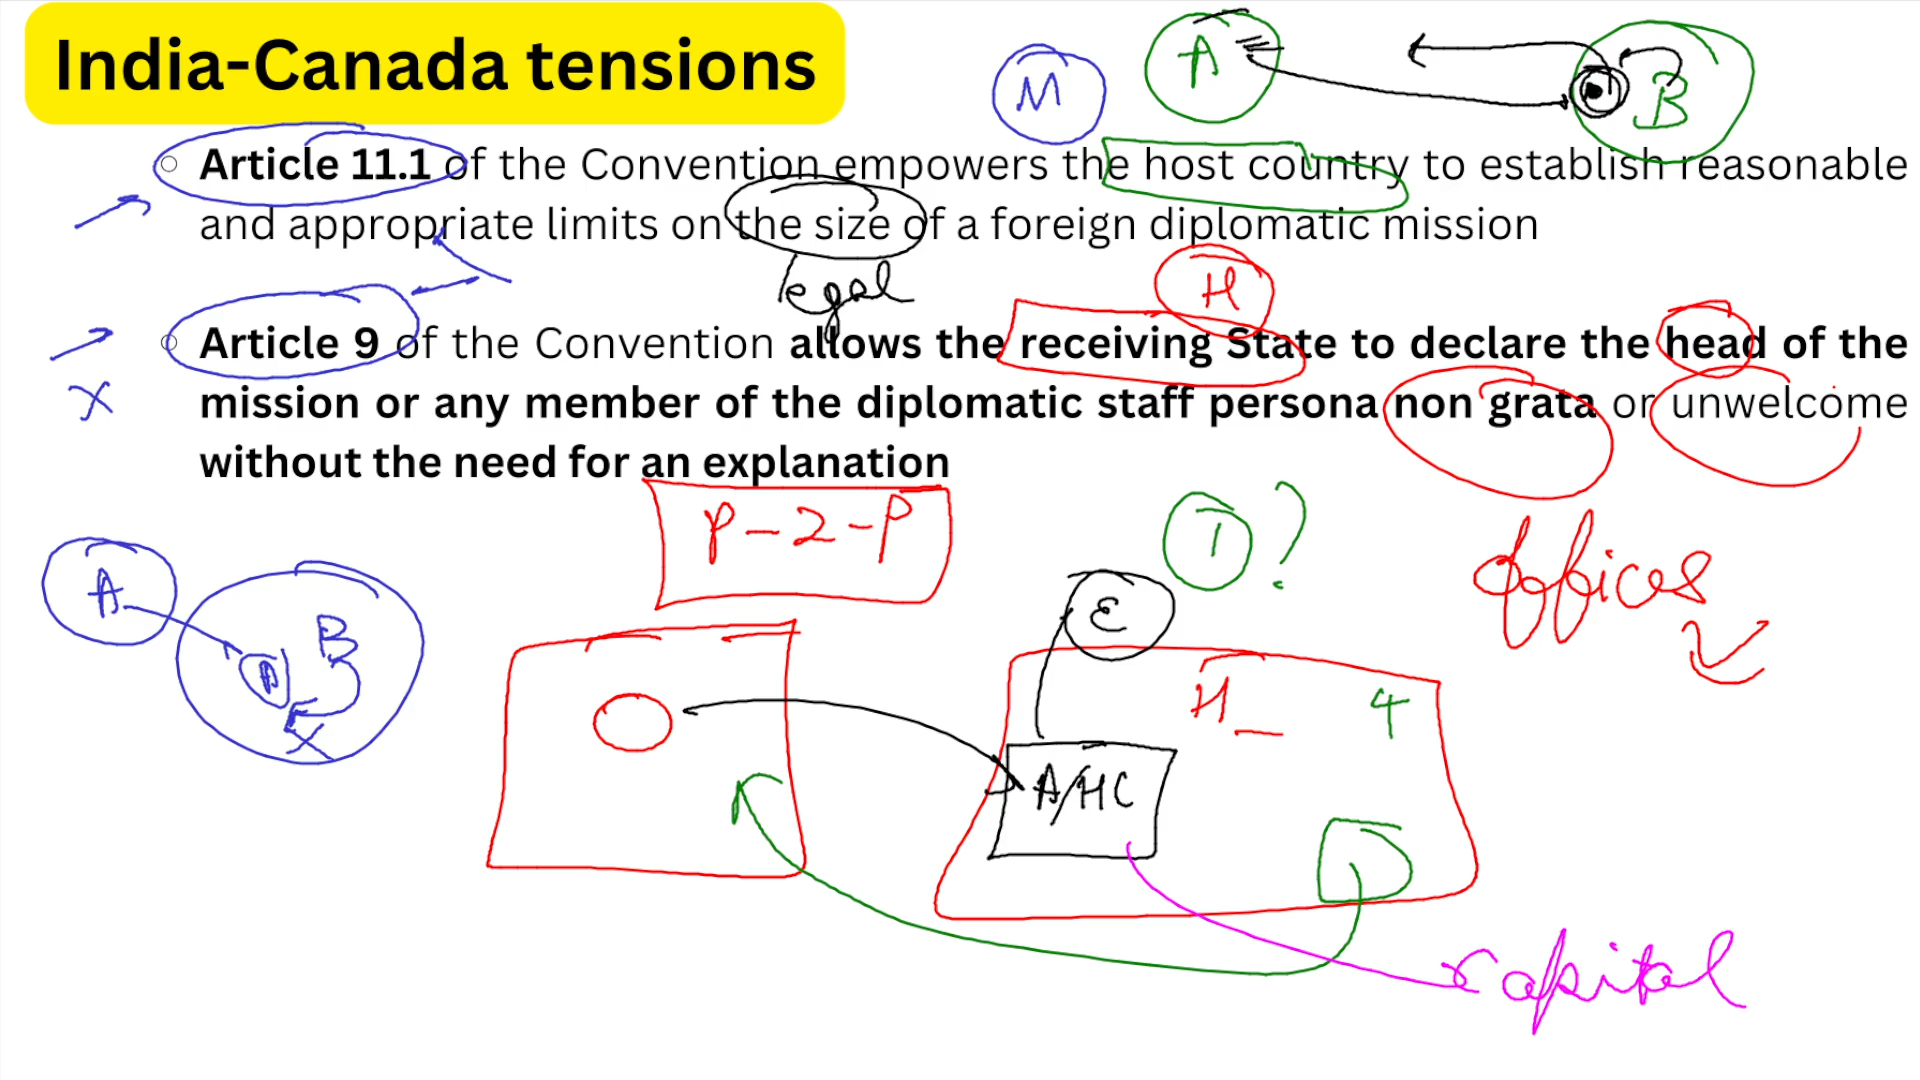 India-Canada tensions
M
A
B
Article 11.1 of the Convention empowers the host country to establish reasonable
and appropriate limits on the size of a foreign diplomatic mission
legal
H
Article 9 of the Convention allows the receiving State to declare the head of the
mission or any member of the diplomatic staff persona non grata or unwelcome
X
without the need for an explanation
P-2-P
1 ?
A
B
E
offices
H
4
A/HC
capital